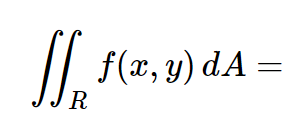 ∬_R f(x, y) dA =